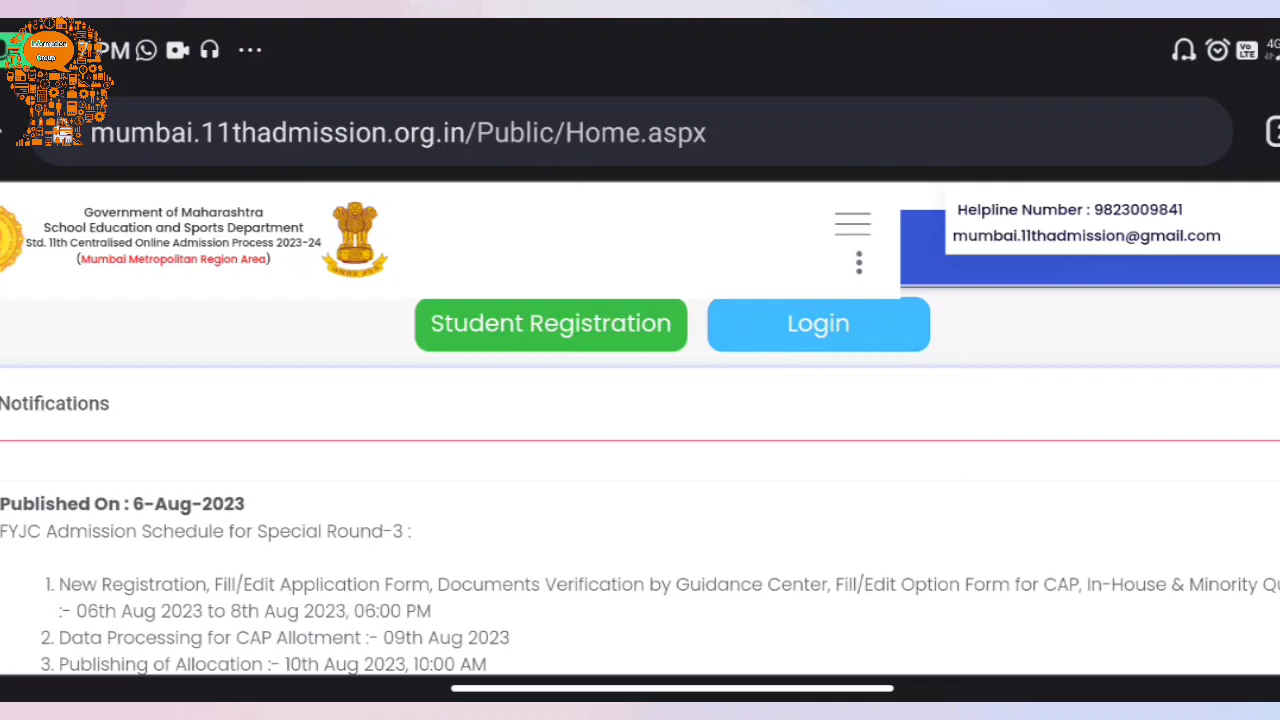 Information
Group
PM
VoLTE
4G
mumbai.11thadmission.org.in/Public/Home.aspx
Government of Maharashtra
School Education and Sports Department
Std. 11th Centralised Online Admission Process 2023-24
(Mumbai Metropolitan Region Area)
Helpline Number : 9823009841
mumbai.11thadmission@gmail.com
Student Registration
Login
Notifications
Published On : 6-Aug-2023
FYJC Admission Schedule for Special Round-3 :
1. New Registration, Fill/Edit Application Form, Documents Verification by Guidance Center, Fill/Edit Option Form for CAP, In-House & Minority Qu
:- 06th Aug 2023 to 8th Aug 2023, 06:00 PM
2. Data Processing for CAP Allotment :- 09th Aug 2023
3. Publishing of Allocation :- 10th Aug 2023, 10:00 AM